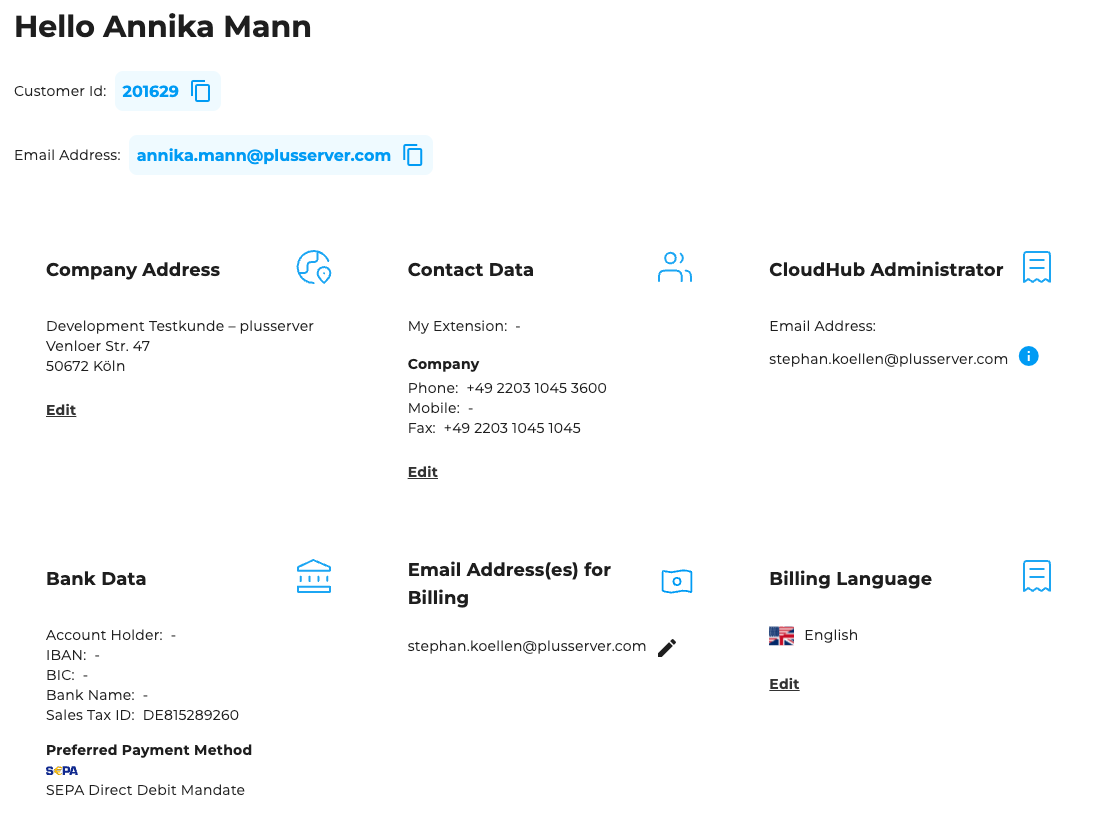 Hello Annika Mann
Customer Id: 201629
Email Address: annika.mann@plusserver.com
Company Address
Development Testkunde – plusserver
Venloer Str. 47
50672 Köln
Edit
Contact Data
My Extension: -
Company
Phone: +49 2203 1045 3600
Mobile: -
Fax: +49 2203 1045 1045
Edit
CloudHub Administrator
Email Address:
stephan.koellen@plusserver.com
Bank Data
Account Holder: -
IBAN: -
BIC: -
Bank Name: -
Sales Tax ID: DE815289260
Preferred Payment Method
S€PA
SEPA Direct Debit Mandate
Email Address(es) for
Billing
stephan.koellen@plusserver.com
Billing Language
English
Edit